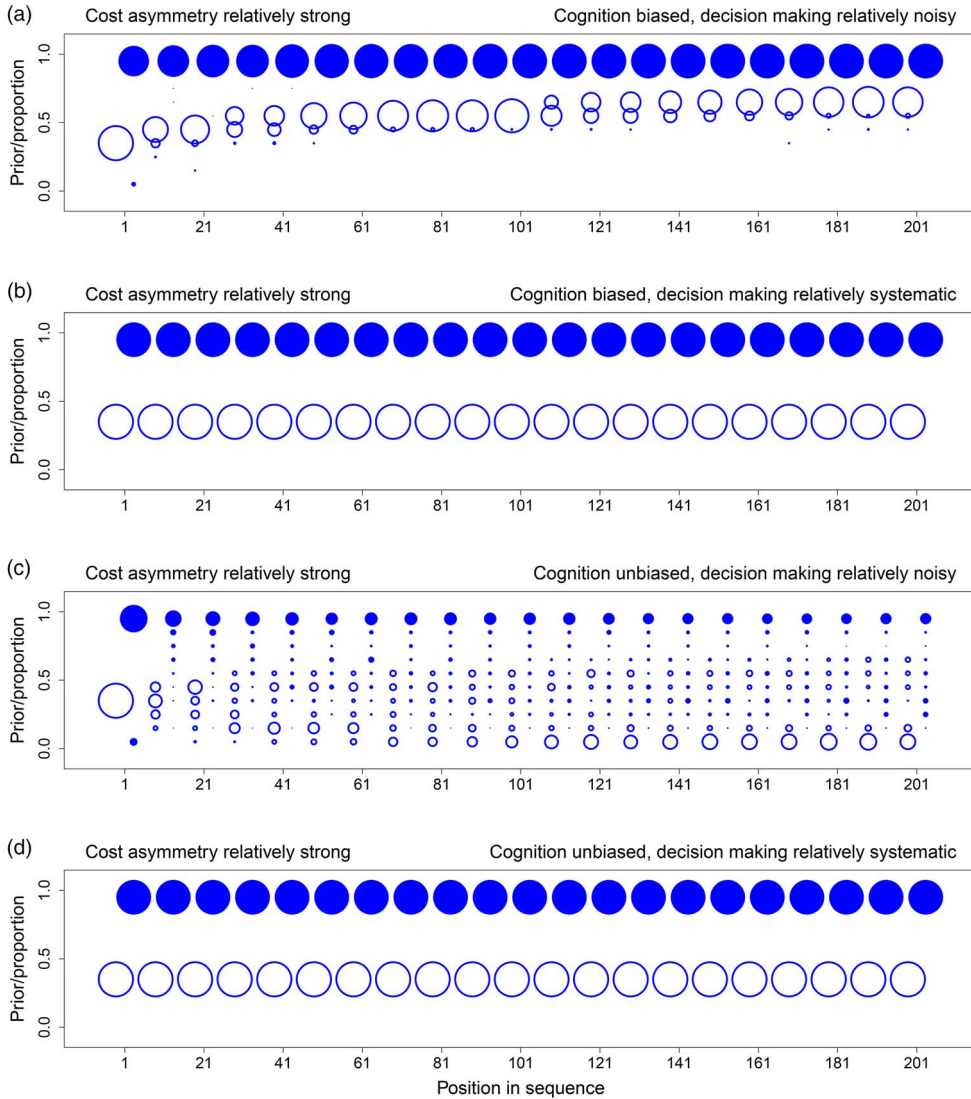 (a)
Cost asymmetry relatively strong Cognition biased, decision making relatively noisy
Prior/proportion
1.0
0.5
0.0
1 21 41 61 81 101 121 141 161 181 201
(b)
Cost asymmetry relatively strong Cognition biased, decision making relatively systematic
Prior/proportion
1.0
0.5
0.0
1 21 41 61 81 101 121 141 161 181 201
(c)
Cost asymmetry relatively strong Cognition unbiased, decision making relatively noisy
Prior/proportion
1.0
0.5
0.0
1 21 41 61 81 101 121 141 161 181 201
(d)
Cost asymmetry relatively strong Cognition unbiased, decision making relatively systematic
Prior/proportion
1.0
0.5
0.0
1 21 41 61 81 101 121 141 161 181 201
Position in sequence